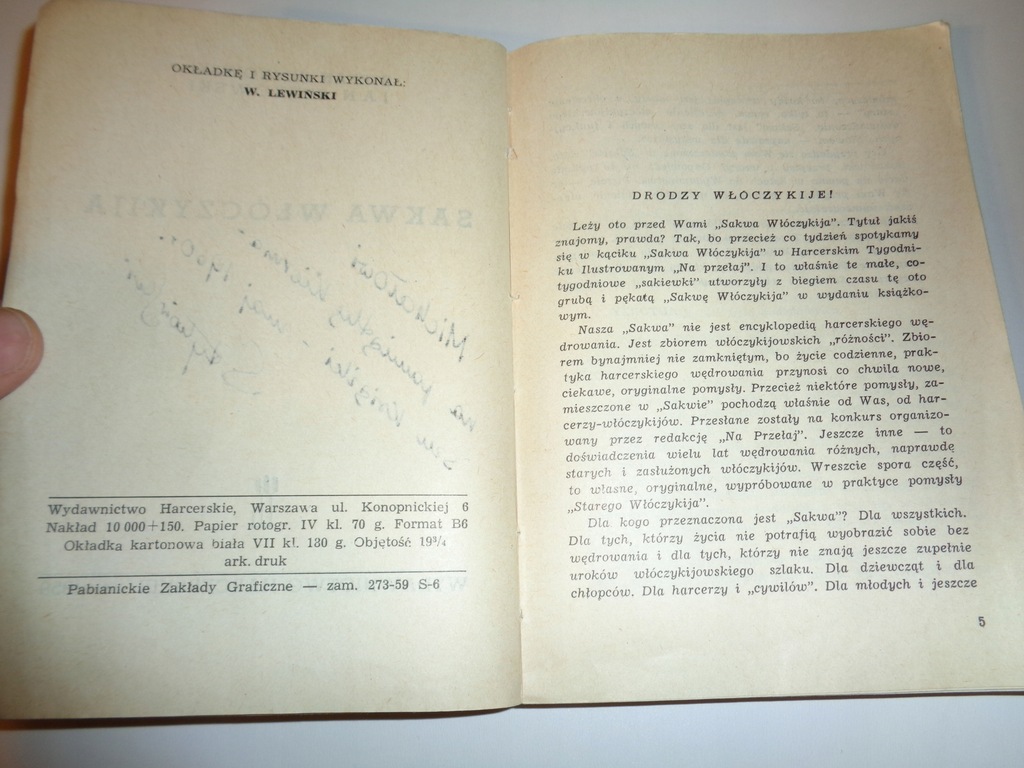 OKŁADKĘ I RYSUNKI WYKONAŁ:
W. LEWIŃSKI
SAKWA WŁÓCZYKIJA
Michałowi
na
maj 1960 r.
Wydawnictwo Harcerskie, Warszawa ul. Konopnickiej 6
Nakład 10 000+150. Papier rotogr. IV kl. 70 g. Format B6
Okładka kartonowa biała VII kl. 180 g. Objętość 19³/₄
ark. druk
Pabianickie Zakłady Graficzne — zam. 273-59 S-6
DRODZY WŁÓCZYKIJE!
Leży oto przed Wami „Sakwa Włóczykija". Tytuł jakiś
znajomy, prawda? Tak, bo przecież co tydzień spotykamy
się w kąciku „Sakwa Włóczykija" w Harcerskim Tygodni-
ku Ilustrowanym „Na przełaj". I to właśnie te małe, co-
tygodniowe „sakiewki" utworzyły z biegiem czasu tę oto
grubą i pękatą „Sakwę Włóczykija" w wydaniu książko-
wym.
Nasza „Sakwa" nie jest encyklopedią harcerskiego wę-
drowania. Jest zbiorem włóczykijowskich „różności". Zbio-
rem bynajmniej nie zamkniętym, bo życie codzienne, prak-
tyka harcerskiego wędrowania przynosi co chwila nowe,
ciekawe, oryginalne pomysły. Przecież niektóre pomysły, za-
mieszczone w „Sakwie" pochodzą właśnie od Was, od har-
cerzy-włóczykijów. Przesłane zostały na konkurs organizo-
wany przez redakcję „Na Przełaj". Jeszcze inne — to
doświadczenia wielu lat wędrowania różnych, naprawdę
starych i zasłużonych włóczykijów. Wreszcie spora część,
to własne, oryginalne, wypróbowane w praktyce pomysły
„Starego Włóczykija".
Dla kogo przeznaczona jest „Sakwa"? Dla wszystkich.
Dla tych, którzy życia nie potrafią wyobrazić sobie bez
wędrowania i dla tych, którzy nie znają jeszcze zupełnie
uroków włóczykijowskiego szlaku. Dla dziewcząt i dla
chłopców. Dla harcerzy i „cywilów". Dla młodych i jeszcze
5